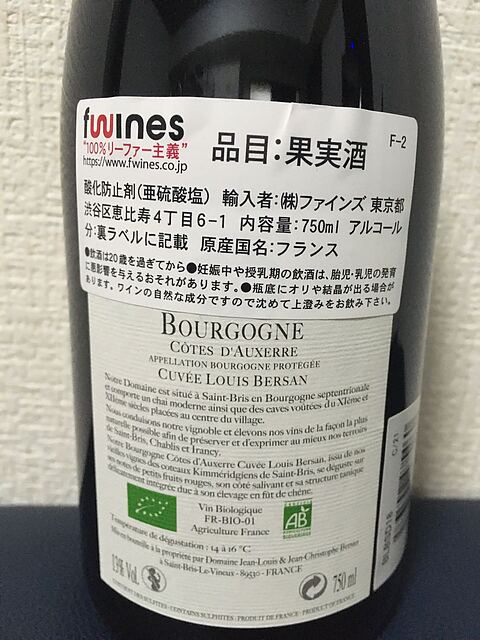 fwines
"100%リーファー主義"
https://www.fwines.co.jp
品目：果実酒
F-2
酸化防止剤(亜硫酸塩) 輸入者：㈱ファインズ 東京都
渋谷区恵比寿4丁目6-1 内容量：750ml アルコール
分：裏ラベルに記載 原産国名：フランス
●飲酒は20歳を過ぎてから●妊娠中や授乳期の飲酒は、胎児・乳児の発育
に悪影響を与えるおそれがあります。●瓶底にオリや結晶が出る場合が
あります。ワインの自然な成分ですので沈めて上澄みをお飲み下さい。
BOURGOGNE
CÔTES D'AUXERRE
APPELLATION BOURGOGNE PROTÉGÉE
CUVÉE LOUIS BERSAN
Notre Domaine est situé à Saint-Bris en Bourgogne septentrionale
et comporte un chai moderne ainsi que des caves voûtées du XIème et
XIIème siècles placées au centre du village.
Nous conduisons notre vignoble et élevons nos vins de la façon la plus
naturelle possible afin de préserver et d'exprimer au mieux nos terroirs
de Saint-Bris, Chablis et Irancy.
Notre Bourgogne Côtes d'Auxerre Cuvée Louis Bersan, issu de nos
vieilles vignes des coteaux Kimméridgiens de Saint-Bris, se déguste sur
ses notes de petits fruits rouges, son côté salivant et sa structure tanique
délicatement intégrée due à son élevage en fût de chêne.
Vin Biologique
FR-BIO-01
Agriculture France
AB
AGRICULTURE
BIOLOGIQUE
Température de dégustation : 14 à 16 °C
Mis en bouteille à la propriété par Domaine Jean-Louis & Jean-Christophe Bersan
à Saint-Bris-Le-Vineux - 89530 - FRANCE
13% Vol.
750 ml
CONTIENT DES SULFITES - CONTAINS SULPHITES - PRODUIT DE FRANCE - PRODUCT OF FRANCE
C/21